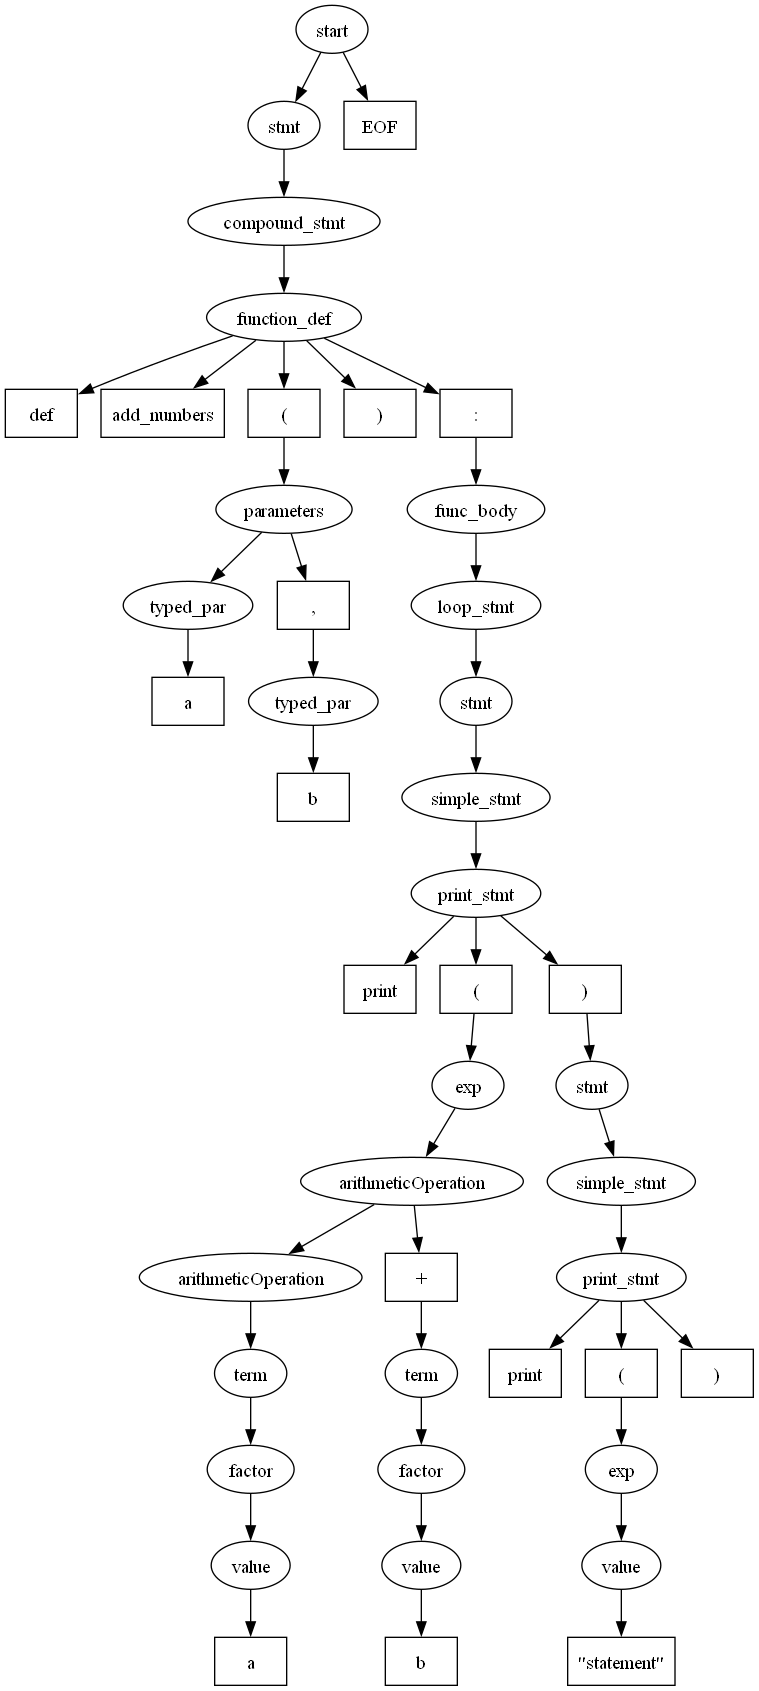 start
stmt
EOF
compound_stmt
function_def
def
add_numbers
(
)
:
parameters
func_body
typed_par
,
loop_stmt
a
typed_par
stmt
b
simple_stmt
print_stmt
print
(
)
exp
stmt
arithmeticOperation
simple_stmt
arithmeticOperation
+
print_stmt
term
term
print
(
)
factor
factor
exp
value
value
value
a
b
"statement"